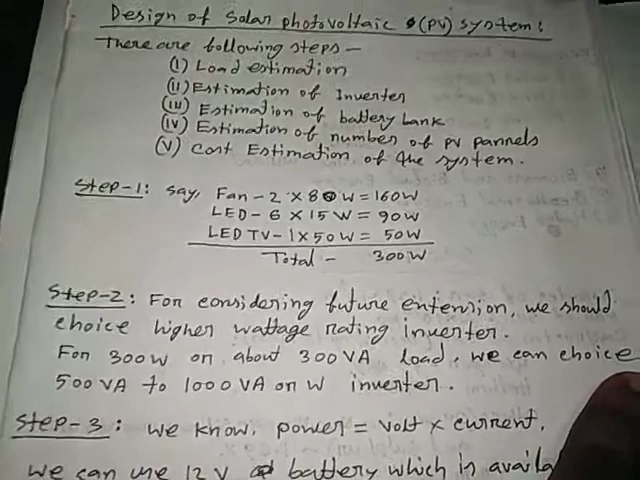 Design of Solar photovoltaic (PV) system:
There are following steps -
(i) Load estimation
(ii) Estimation of Inverter
(iii) Estimation of battery bank
(iv) Estimation of number of PV pannels
(v) Cost Estimation of the system.
Step-1: say, Fan - 2 x 80 W = 160W
LED - 6 x 15 W = 90W
LED TV - 1 x 50 W = 50W
Total - 300W
Step-2: For considering future extension, we should
choice higher wattage rating inverter.
For 300W or about 300 VA load, we can choice
500 VA to 1000 VA or W inverter.
Step-3: We know, power = volt x current.
We can use 12 V battery which is availa